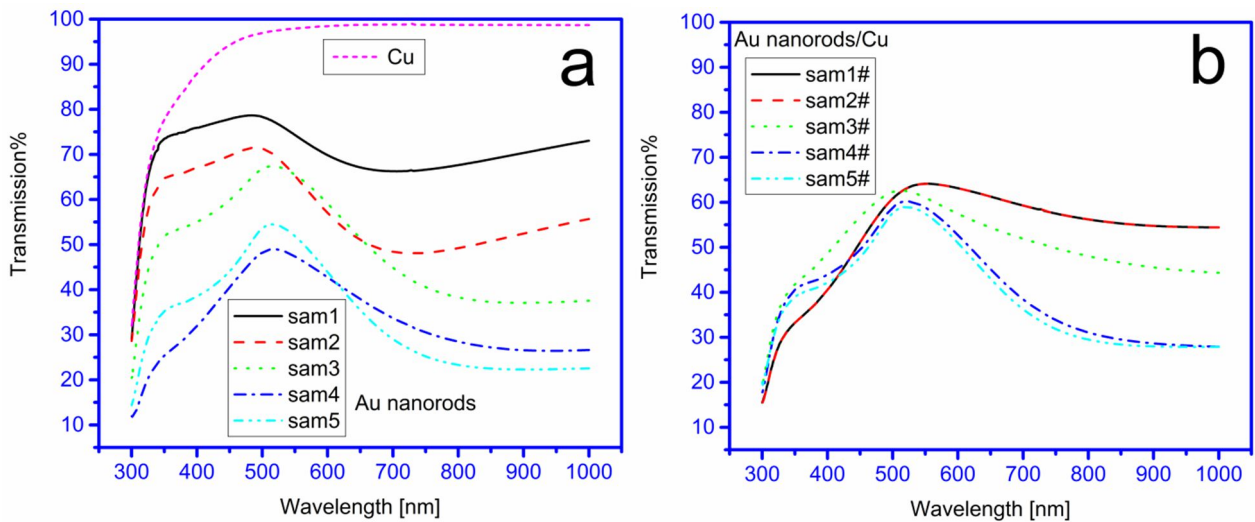 a
Cu
Transmission%
100
90
80
70
60
50
40
30
20
10
sam1
sam2
sam3
sam4
sam5
Au nanorods
300 400 500 600 700 800 900 1000
Wavelength [nm]
b
Au nanorods/Cu
sam1#
sam2#
sam3#
sam4#
sam5#
Transmission%
100
90
80
70
60
50
40
30
20
10
300 400 500 600 700 800 900 1000
Wavelength [nm]